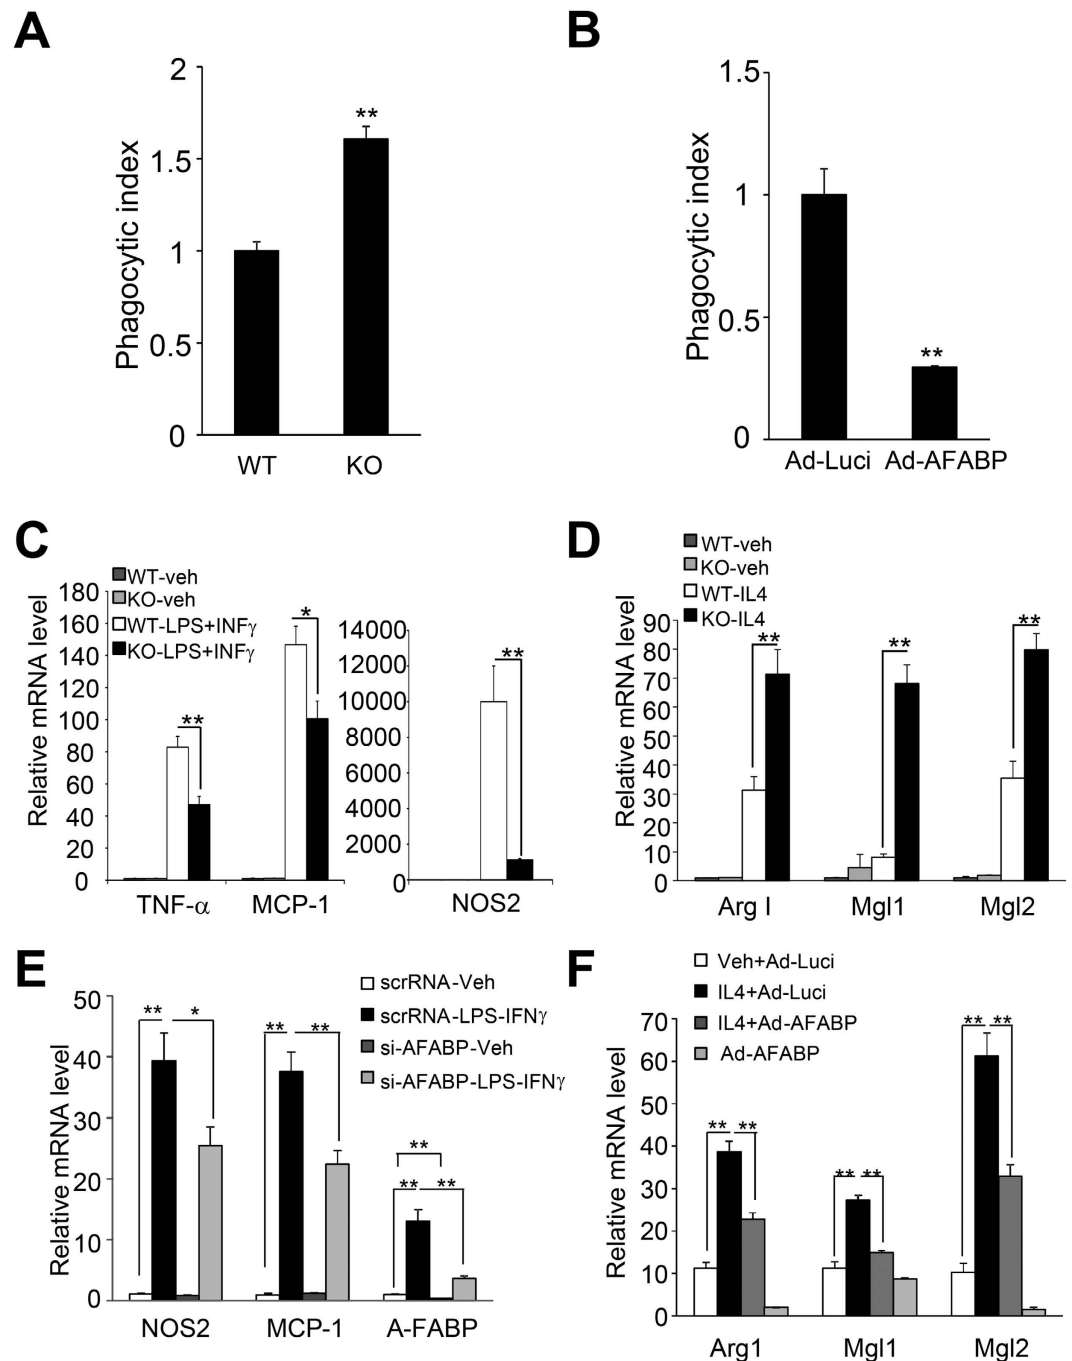 A
Phagocytic index
2
1.5
1
0.5
0
**
WT KO
B
Phagocytic index
1.5
1
0.5
0
**
Ad-Luci Ad-AFABP
C
WT-veh
KO-veh
WT-LPS+INFγ
KO-LPS+INFγ
Relative mRNA level
180
160
140
120
100
80
60
40
20
0
**
*
TNF-α MCP-1
14000
12000
10000
8000
6000
4000
2000
0
**
NOS2
D
WT-veh
KO-veh
WT-IL4
KO-IL4
Relative mRNA level
90
80
70
60
50
40
30
20
10
0
**
**
**
Arg I Mgl1 Mgl2
E
scrRNA-Veh
scrRNA-LPS-IFNγ
si-AFABP-Veh
si-AFABP-LPS-IFNγ
Relative mRNA level
50
40
30
20
10
0
** *
** **
**
** **
NOS2 MCP-1 A-FABP
F
Veh+Ad-Luci
IL4+Ad-Luci
IL4+Ad-AFABP
Ad-AFABP
Relative mRNA level
70
60
50
40
30
20
10
0
** **
** **
** **
Arg1 Mgl1 Mgl2